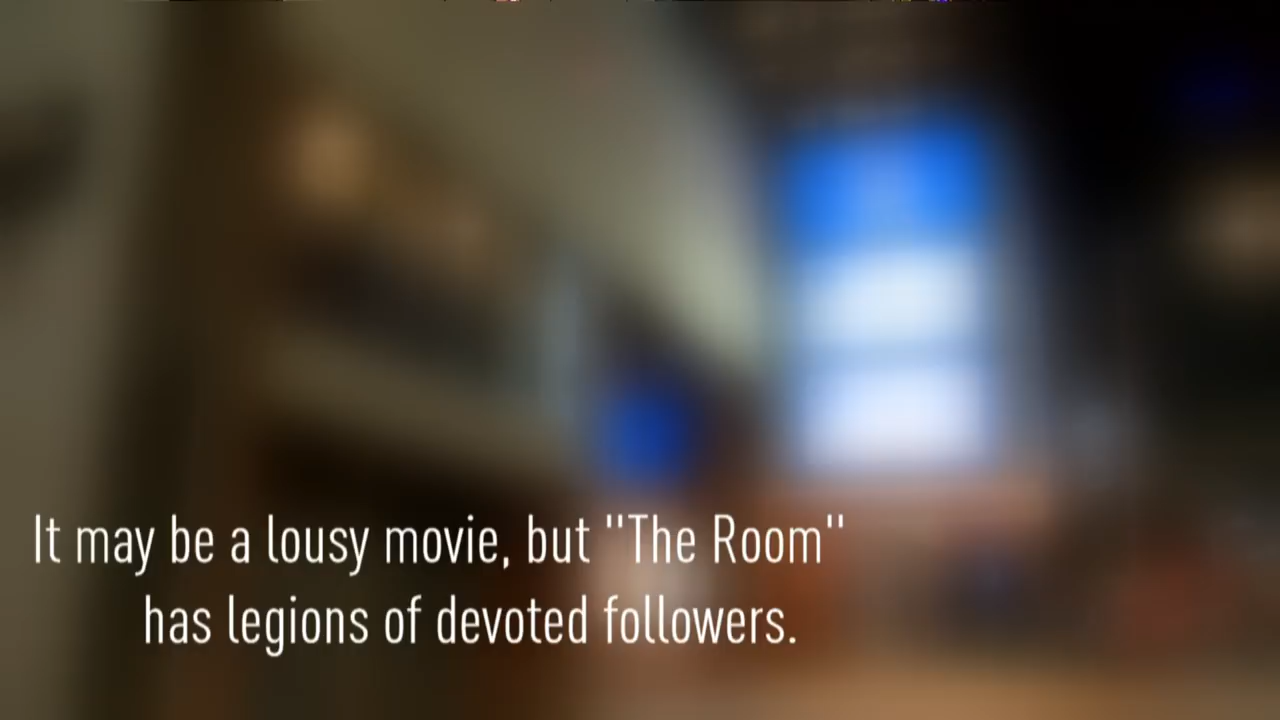 It may be a lousy movie, but "The Room"
has legions of devoted followers.